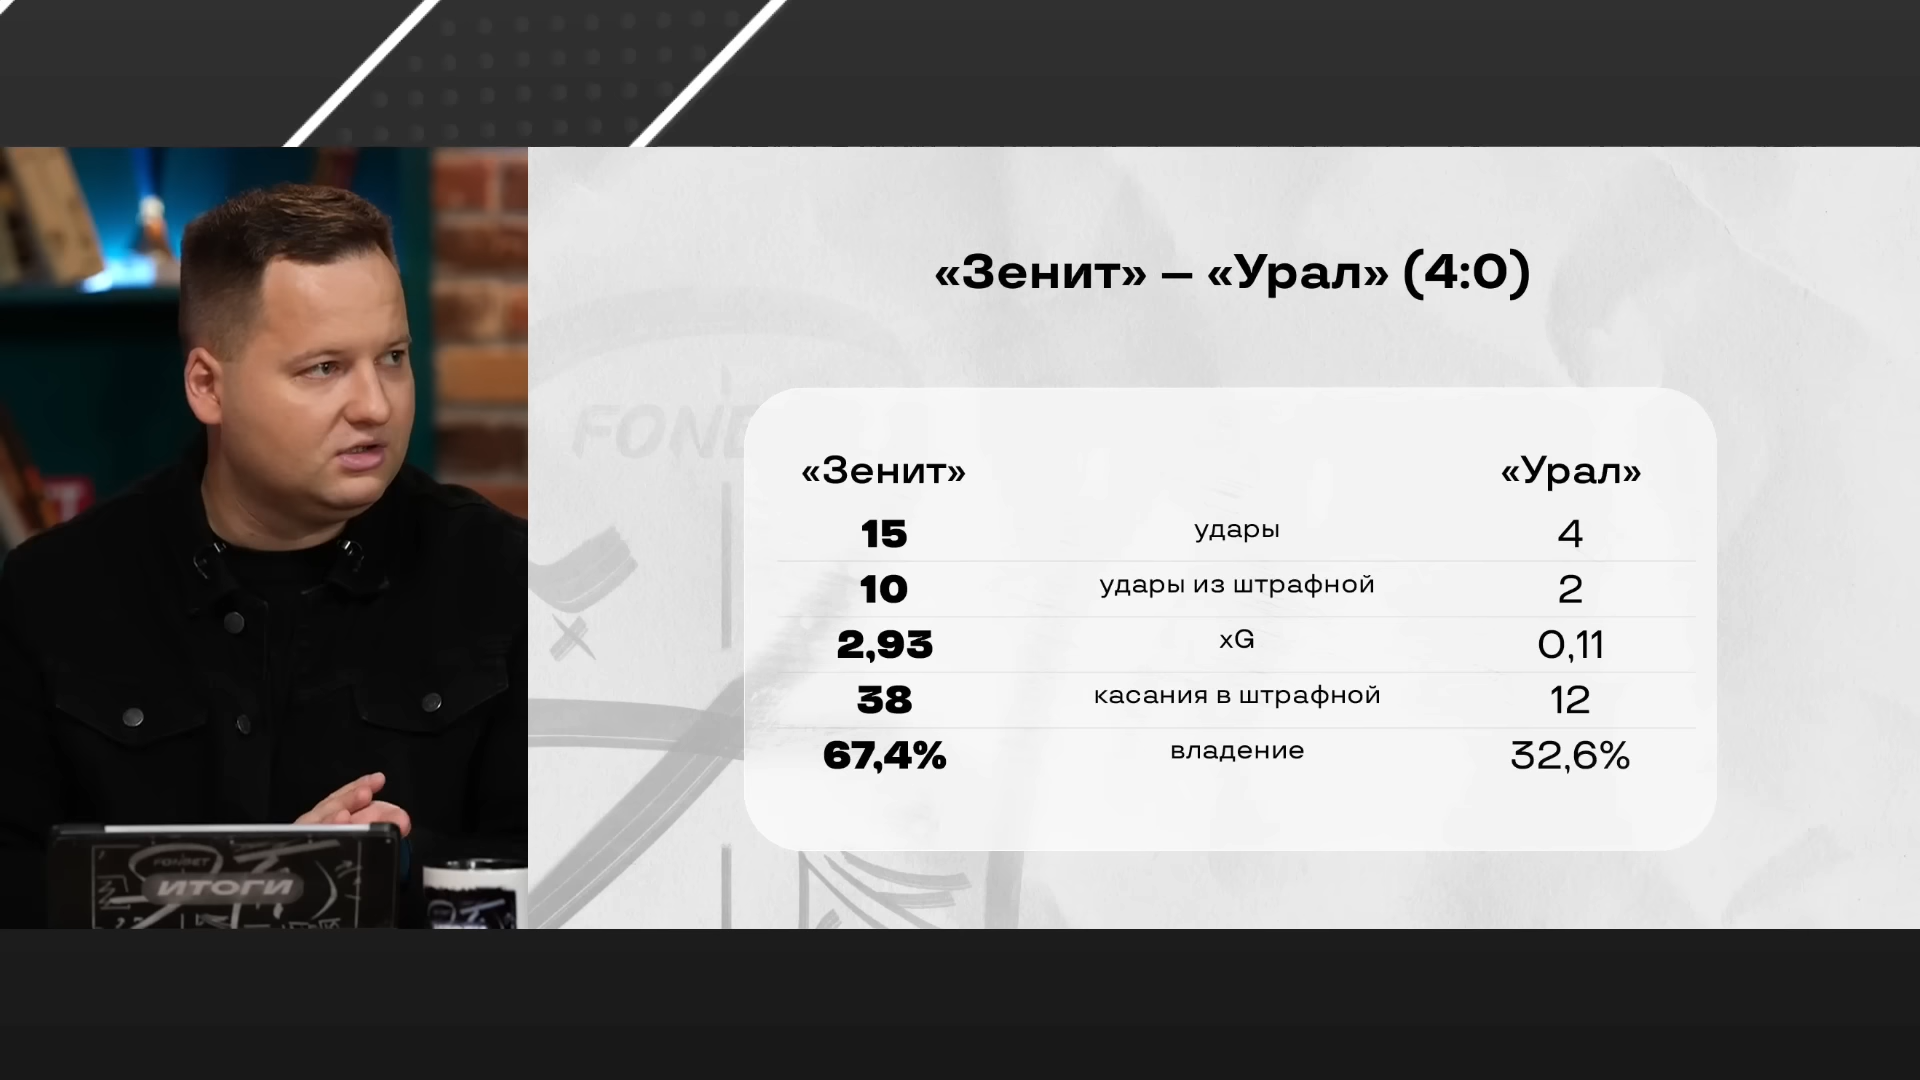 «Зенит» – «Урал» (4:0)
«Зенит» «Урал»
15 удары 4
10 удары из штрафной 2
2,93 xG 0,11
38 касания в штрафной 12
67,4% владение 32,6%
FONBET
ИТОГИ